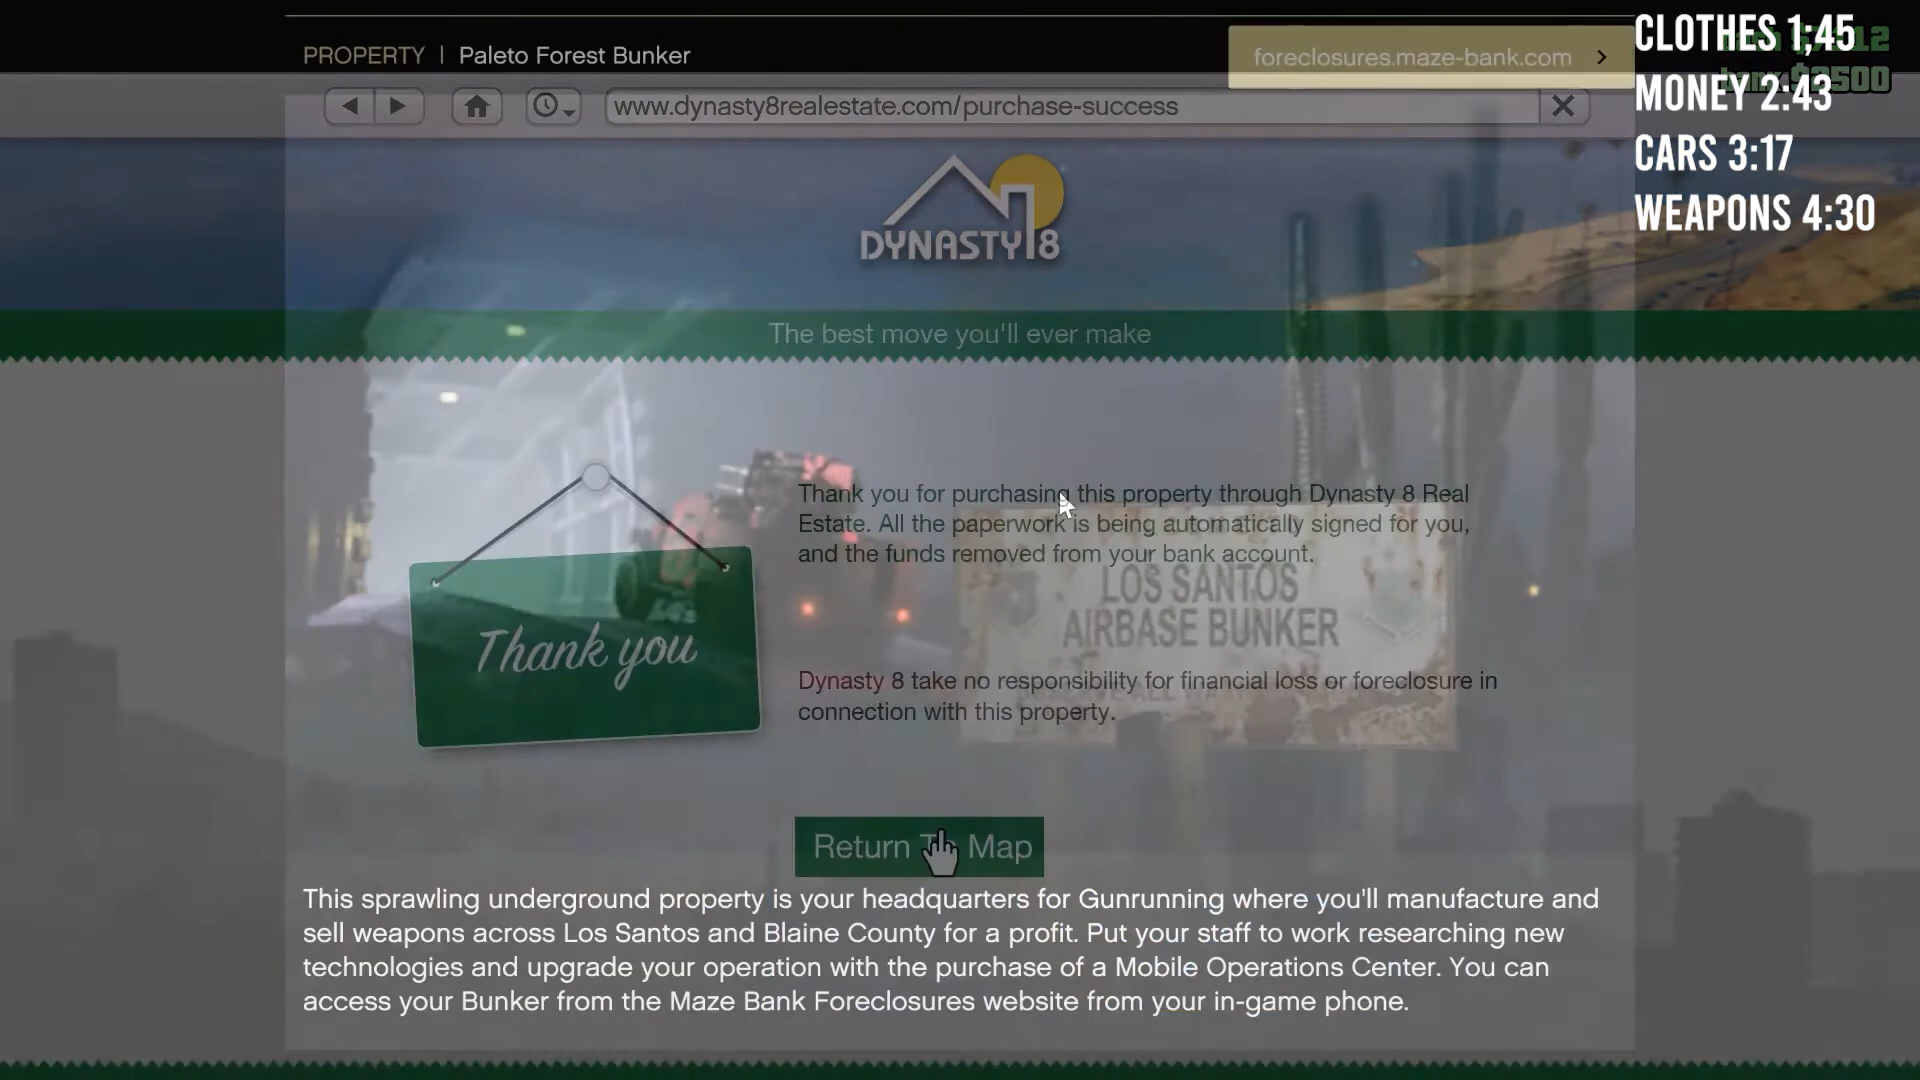 PROPERTY | Paleto Forest Bunker
foreclosures.maze-bank.com
CLOTHES 1;45
MONEY 2:43
CARS 3:17
WEAPONS 4:30
www.dynasty8realestate.com/purchase-success
DYNASTY 8
The best move you'll ever make
Thank you for purchasing this property through Dynasty 8 Real
Estate. All the paperwork is being automatically signed for you,
and the funds removed from your bank account.
LOS SANTOS
AIRBASE BUNKER
Thank you
Dynasty 8 take no responsibility for financial loss or foreclosure in
connection with this property.
Return To Map
This sprawling underground property is your headquarters for Gunrunning where you'll manufacture and
sell weapons across Los Santos and Blaine County for a profit. Put your staff to work researching new
technologies and upgrade your operation with the purchase of a Mobile Operations Center. You can
access your Bunker from the Maze Bank Foreclosures website from your in-game phone.